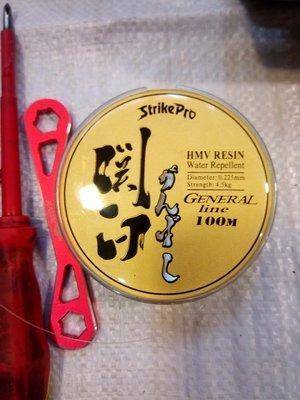 StrikePro
HMV RESIN
Water Repellent
Diameter: 0.225mm
Strength: 4.5kg
GENERAL
line
100M